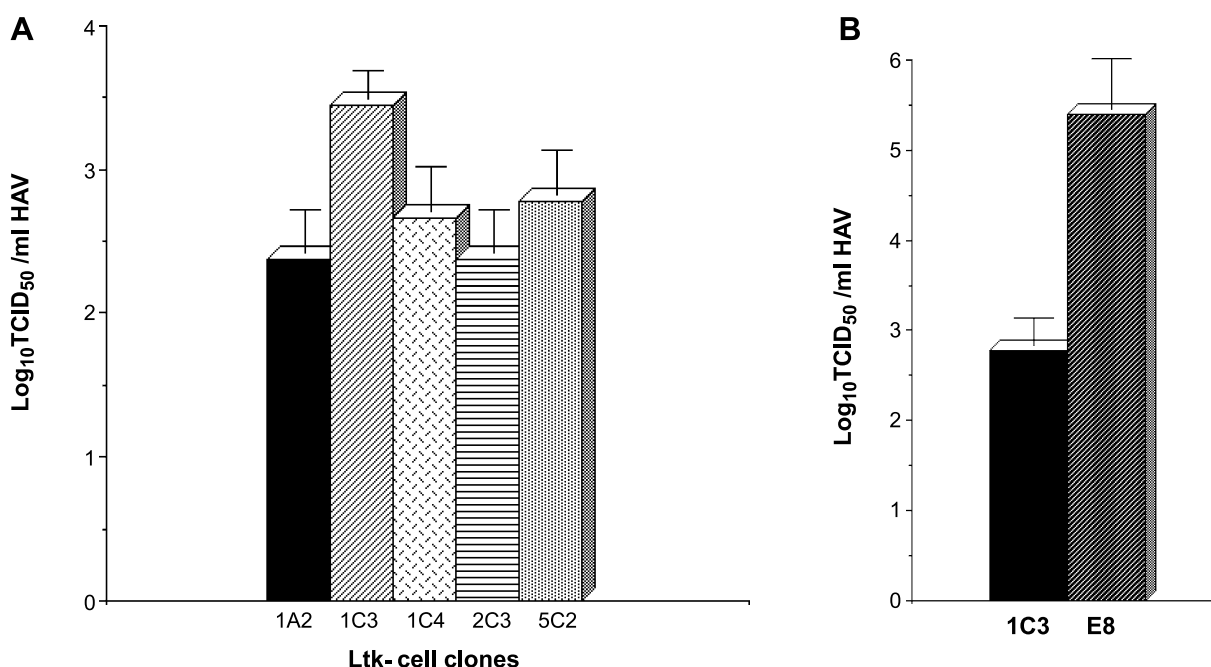 A
Log10TCID50 /ml HAV
4
3
2
1
0
1A2 1C3 1C4 2C3 5C2
Ltk- cell clones
B
Log10TCID50 /ml HAV
6
5
4
3
2
1
0
1C3 E8